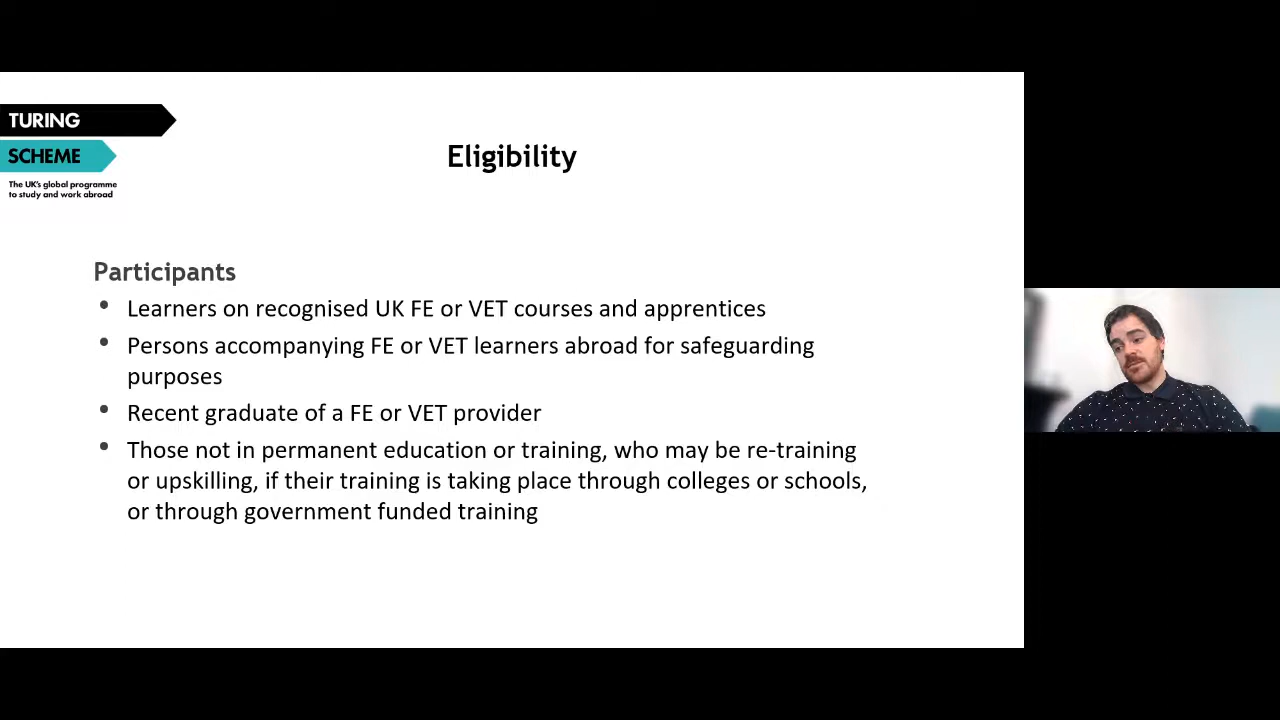 TURING
SCHEME
The UK's global programme
to study and work abroad
Eligibility
Participants
• Learners on recognised UK FE or VET courses and apprentices
• Persons accompanying FE or VET learners abroad for safeguarding
purposes
• Recent graduate of a FE or VET provider
• Those not in permanent education or training, who may be re-training
or upskilling, if their training is taking place through colleges or schools,
or through government funded training